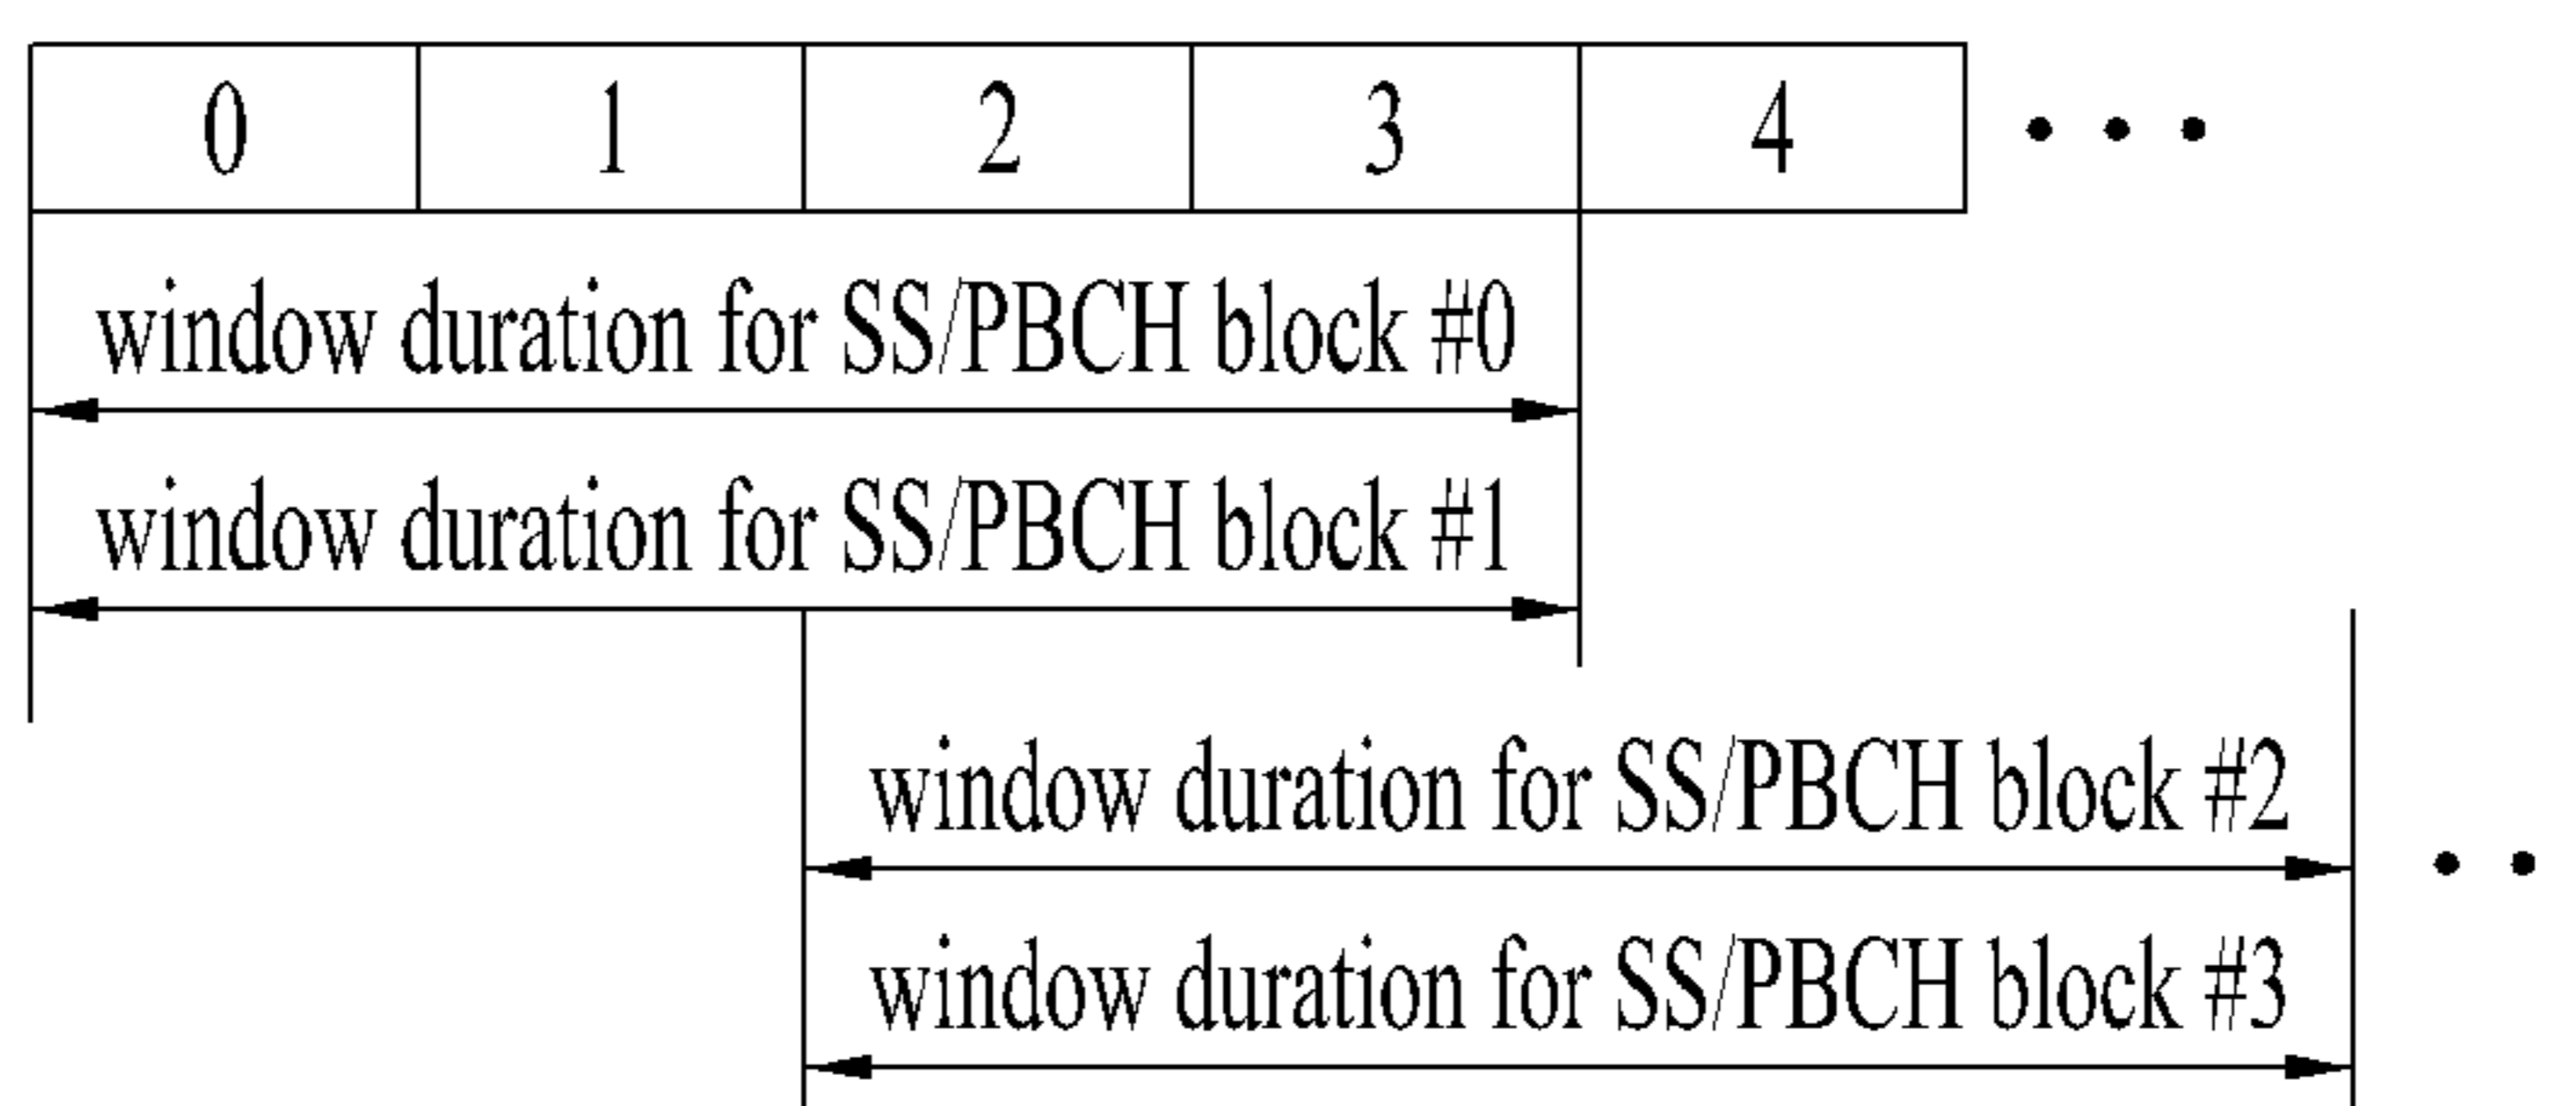 0 1 2 3 4 • • •
window duration for SS/PBCH block #0
window duration for SS/PBCH block #1
window duration for SS/PBCH block #2
• •
window duration for SS/PBCH block #3